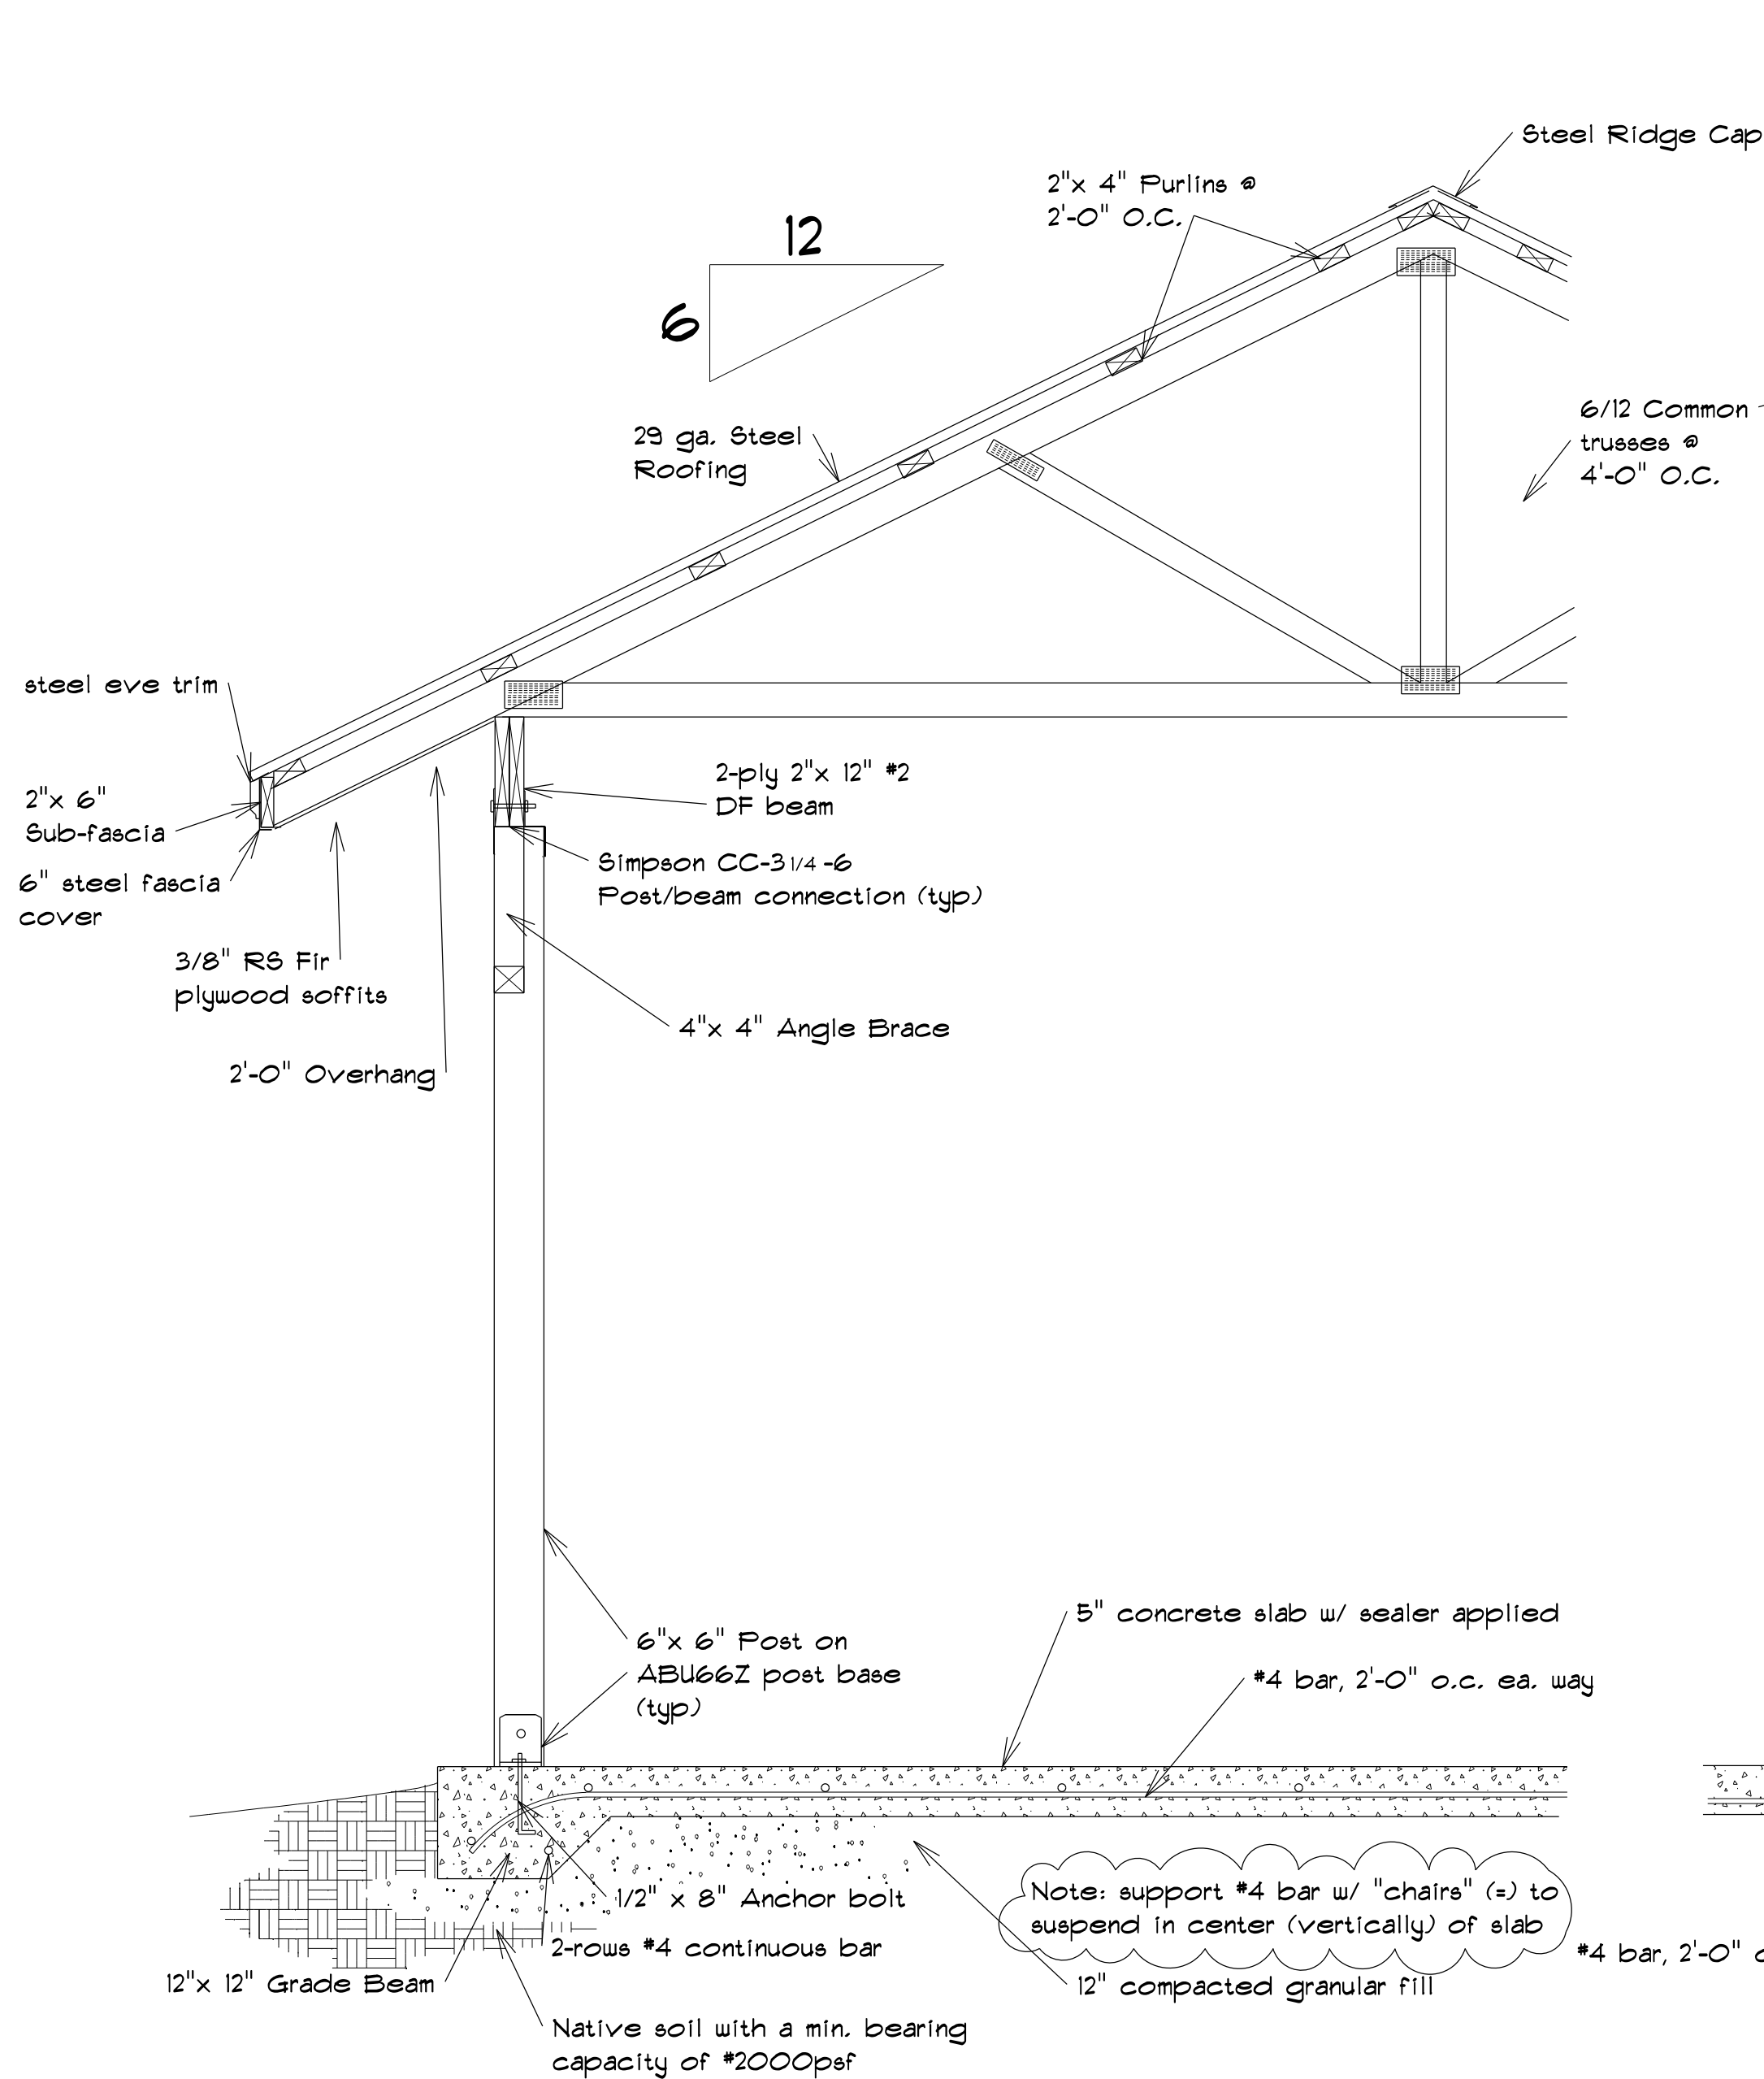 Steel Ridge Cap
2"x 4" Purlins @
2'-0" O.C.
12
6
6/12 Common
trusses @
4'-0" O.C.
29 ga. Steel
Roofing
steel eve trim
2"x 6"
Sub-fascia
6" steel fascia
cover
2-ply 2"x 12" #2
DF beam
Simpson CC-3 1/4 -6
Post/beam connection (typ)
3/8" RS Fir
plywood soffits
4"x 4" Angle Brace
2'-0" Overhang
5" concrete slab w/ sealer applied
6"x 6" Post on
ABU66Z post base
(typ)
#4 bar, 2'-0" o.c. ea. way
1/2" x 8" Anchor bolt
Note: support #4 bar w/ "chairs" (=) to
suspend in center (vertically) of slab
2-rows #4 continuous bar
#4 bar, 2'-0"
12"x 12" Grade Beam
12" compacted granular fill
Native soil with a min. bearing
capacity of #2000psf